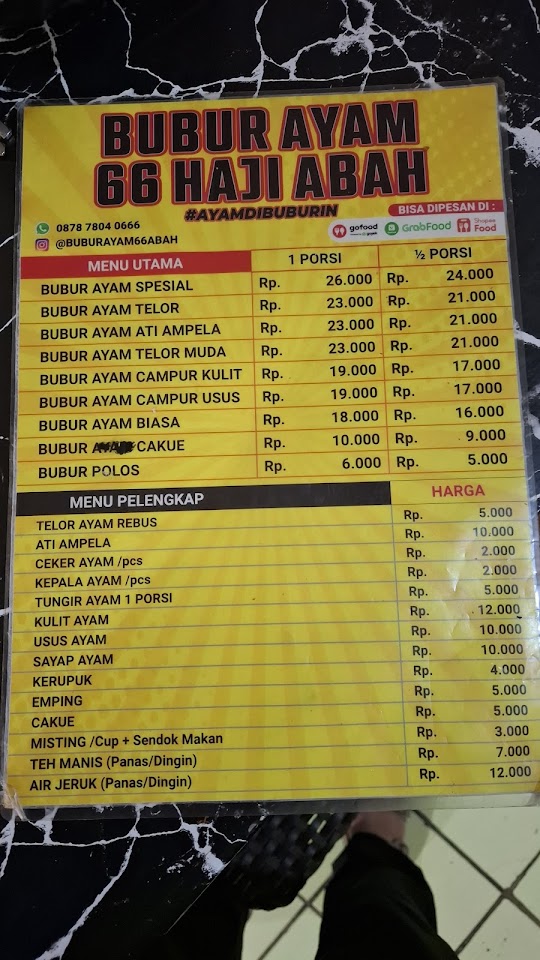 BUBUR AYAM
66 HAJI ABAH
#AYAMDIBUBURIN
BISA DIPESAN DI :
0878 7804 0666
@BUBURAYAM66ABAH
gofood
GrabFood
Shopee Food
MENU UTAMA 1 PORSI ½ PORSI
BUBUR AYAM SPESIAL Rp. 26.000 Rp. 24.000
BUBUR AYAM TELOR Rp. 23.000 Rp. 21.000
BUBUR AYAM ATI AMPELA Rp. 23.000 Rp. 21.000
BUBUR AYAM TELOR MUDA Rp. 23.000 Rp. 21.000
BUBUR AYAM CAMPUR KULIT Rp. 19.000 Rp. 17.000
BUBUR AYAM CAMPUR USUS Rp. 19.000 Rp. 17.000
BUBUR AYAM BIASA Rp. 18.000 Rp. 16.000
BUBUR CAKUE Rp. 10.000 Rp. 9.000
BUBUR POLOS Rp. 6.000 Rp. 5.000
MENU PELENGKAP HARGA
TELOR AYAM REBUS Rp. 5.000
ATI AMPELA Rp. 10.000
CEKER AYAM /pcs Rp. 2.000
KEPALA AYAM /pcs Rp. 2.000
TUNGIR AYAM 1 PORSI Rp. 5.000
KULIT AYAM Rp. 12.000
USUS AYAM Rp. 10.000
SAYAP AYAM Rp. 10.000
KERUPUK Rp. 4.000
EMPING Rp. 5.000
CAKUE Rp. 5.000
MISTING /Cup + Sendok Makan Rp. 3.000
TEH MANIS (Panas/Dingin) Rp. 7.000
AIR JERUK (Panas/Dingin) Rp. 12.000